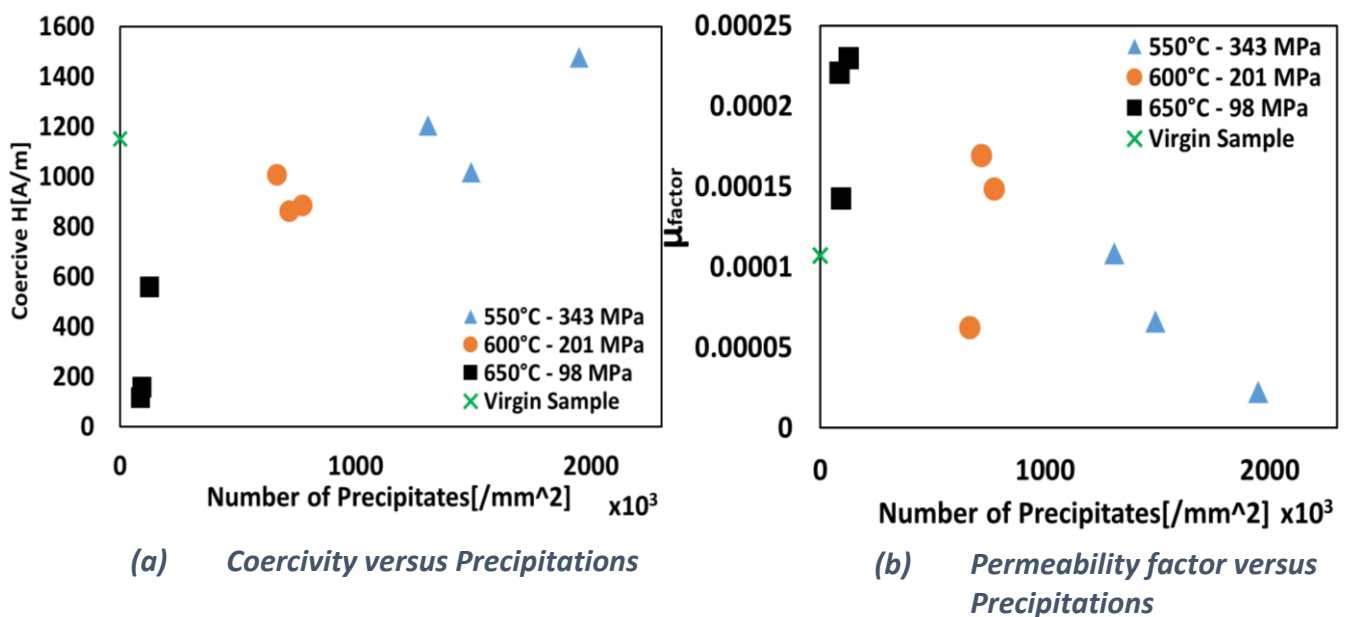 1600
1400
1200
1000
800
600
400
200
0
Coercive H[A/m]
550°C - 343 MPa
600°C - 201 MPa
650°C - 98 MPa
Virgin Sample
0 1000 2000
Number of Precipitates[/mm^2] x10³
(a) Coercivity versus Precipitations
0.00025
0.0002
0.00015
0.0001
0.00005
0
μfactor
550°C - 343 MPa
600°C - 201 MPa
650°C - 98 MPa
Virgin Sample
0 1000 2000
Number of Precipitates[/mm^2] x10³
(b) Permeability factor versus
Precipitations